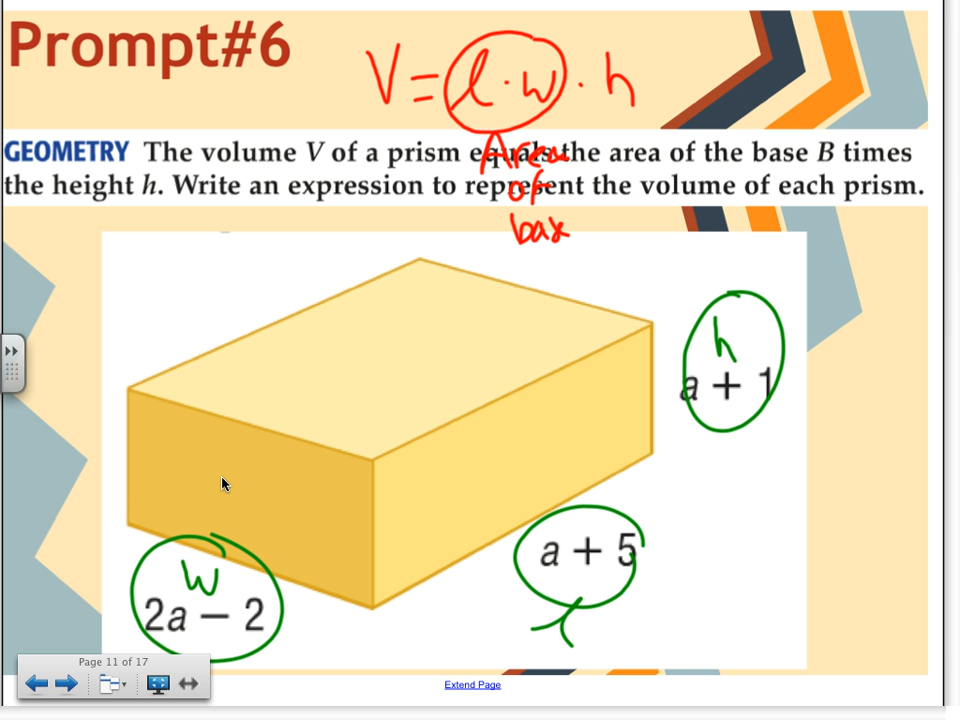 Prompt#6
V = l · w · h
GEOMETRY The volume V of a prism equals the area of the base B times
the height h. Write an expression to represent the volume of each prism.
Area
of
base
h
a + 1
a + 5
l
w
2a − 2
Page 11 of 17
Extend Page